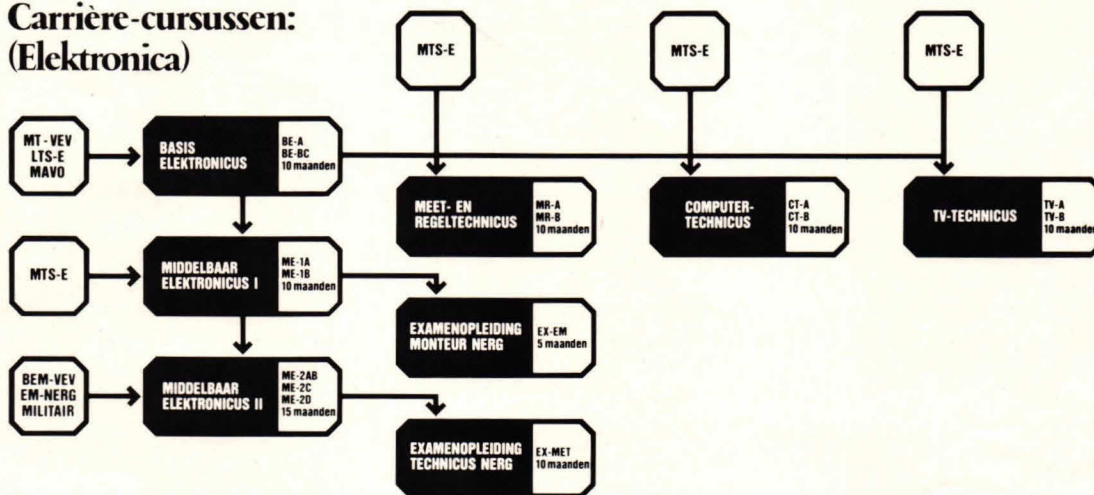 Carrière-cursussen:
(Elektronica)
MTS-E
MTS-E
MTS-E
MT - VEV
LTS-E
MAVO
BASIS
ELEKTRONICUS
BE-A
BE-BC
10 maanden
MEET- EN
REGELTECHNICUS
MR-A
MR-B
10 maanden
COMPUTER-
TECHNICUS
CT-A
CT-B
10 maanden
TV-TECHNICUS
TV-A
TV-B
10 maanden
MTS-E
MIDDELBAAR
ELEKTRONICUS I
ME-1A
ME-1B
10 maanden
EXAMENOPLEIDING
MONTEUR NERG
EX-EM
5 maanden
BEM-VEV
EM-NERG
MILITAIR
MIDDELBAAR
ELEKTRONICUS II
ME-2AB
ME-2C
ME-2D
15 maanden
EXAMENOPLEIDING
TECHNICUS NERG
EX-MET
10 maanden